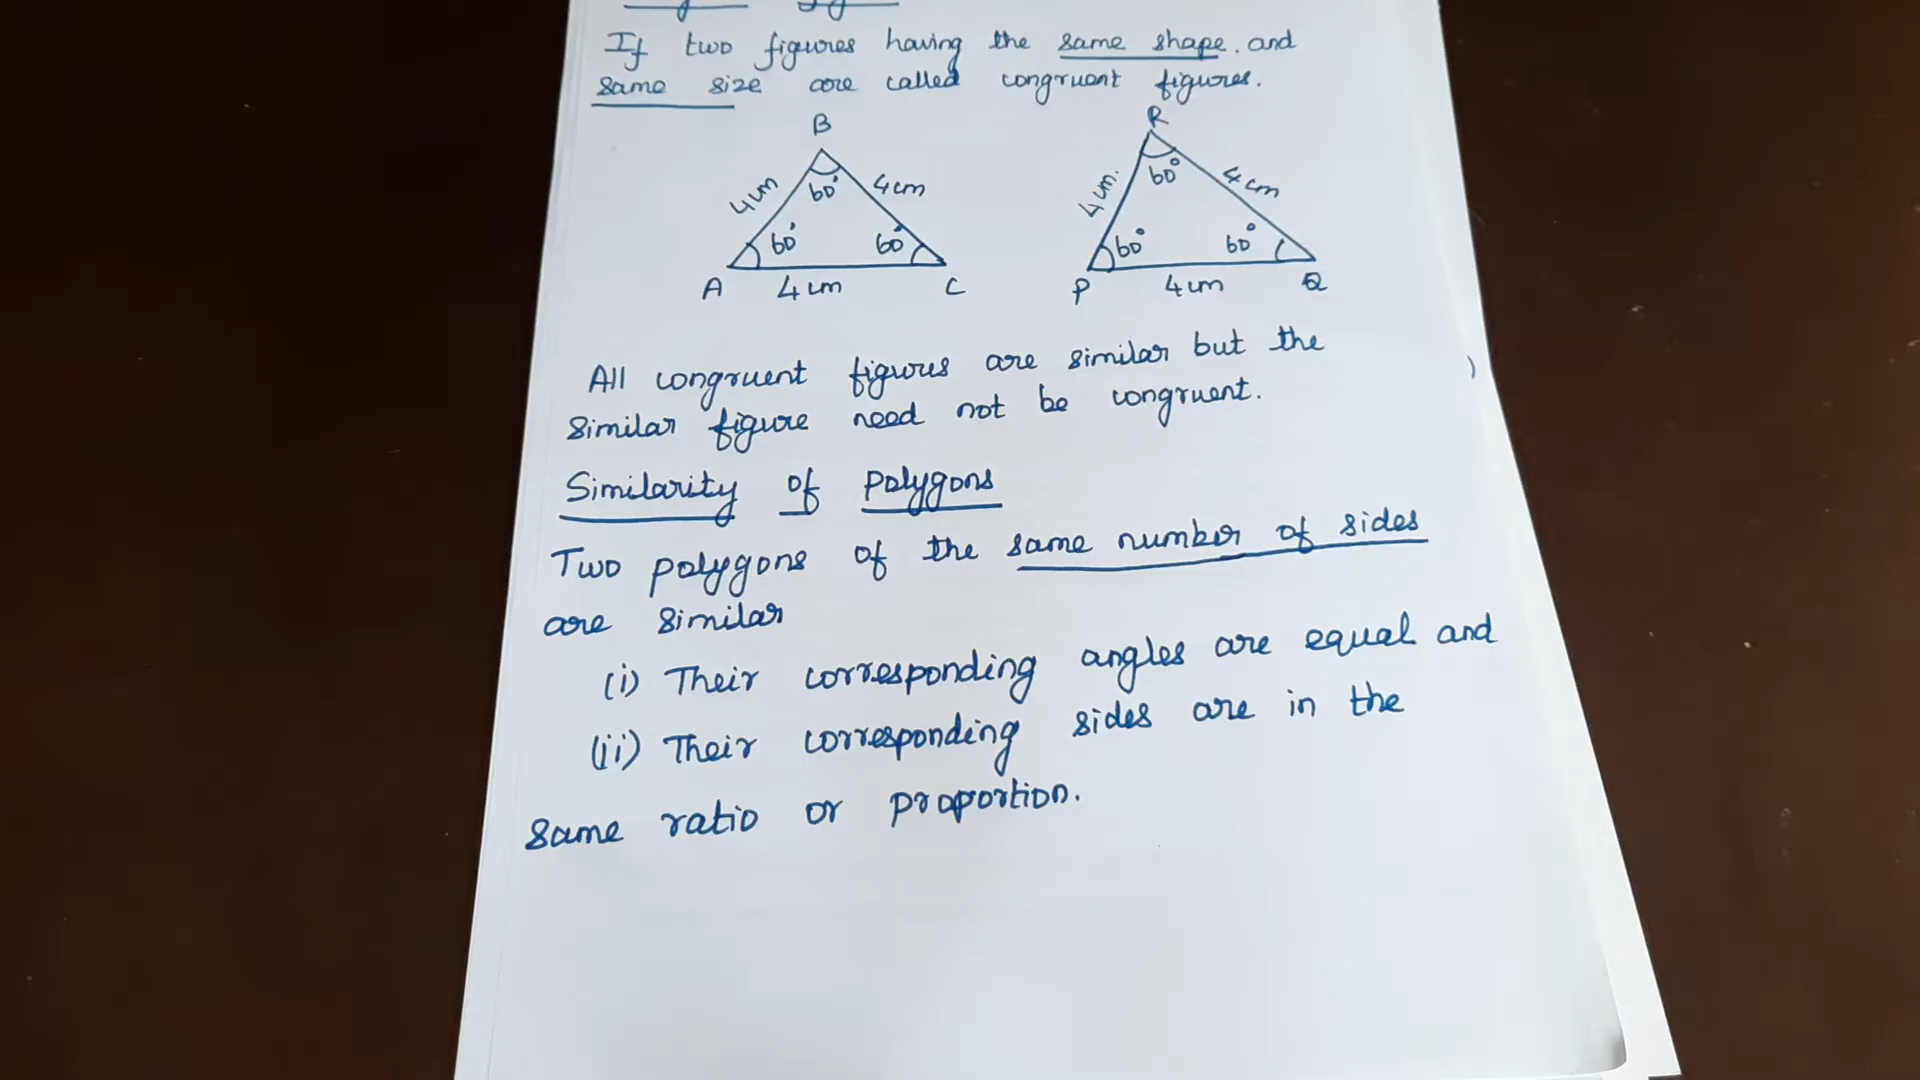 If two figures having the same shape. and
same size are called congruent figures.
B
R
4cm
60°
4cm
4cm.
60°
4cm
60°
60°
60°
60°
A
4cm
C
P
4cm
Q
All congruent figures are similar but the
similar figure need not be congruent.
Similarity of polygons
Two polygons of the same number of sides
are similar
(i) Their corresponding angles are equal and
(ii) Their corresponding sides are in the
same ratio or proportion.